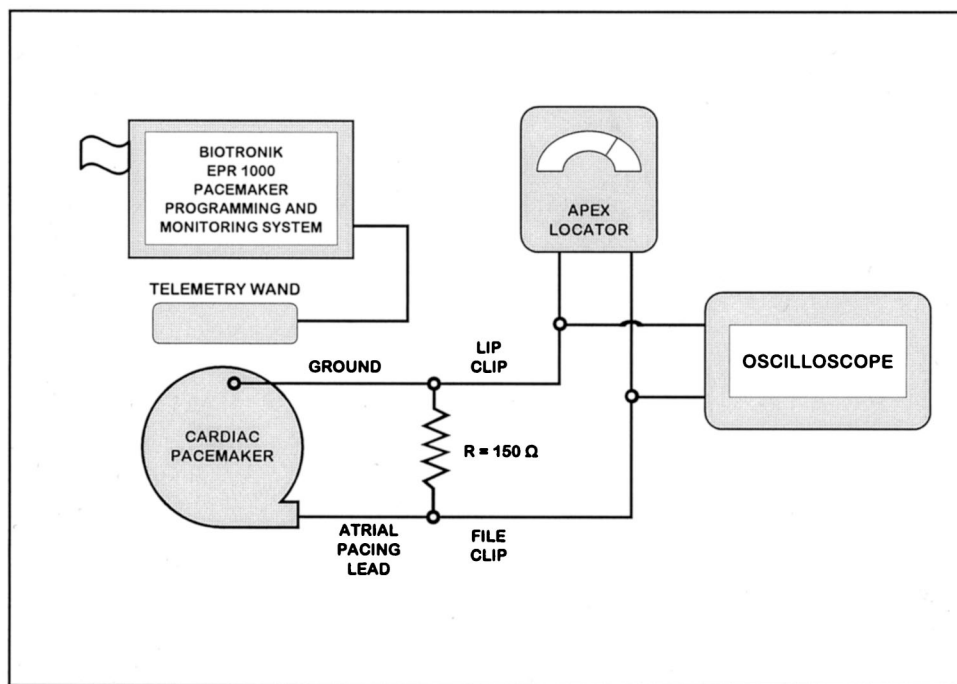 BIOTRONIK
EPR 1000
PACEMAKER
PROGRAMMING AND
MONITORING SYSTEM
APEX
LOCATOR
TELEMETRY WAND
OSCILLOSCOPE
GROUND
LIP
CLIP
CARDIAC
PACEMAKER
R = 150 Ω
ATRIAL
PACING
LEAD
FILE
CLIP